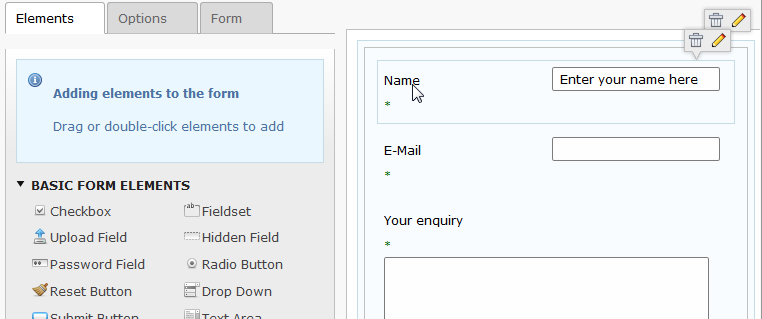 Elements Options Form
Adding elements to the form
Drag or double-click elements to add
BASIC FORM ELEMENTS
Checkbox Fieldset
Upload Field Hidden Field
Password Field Radio Button
Reset Button Drop Down
Submit Button Text Area
Name Enter your name here
*
E-Mail
*
Your enquiry
*